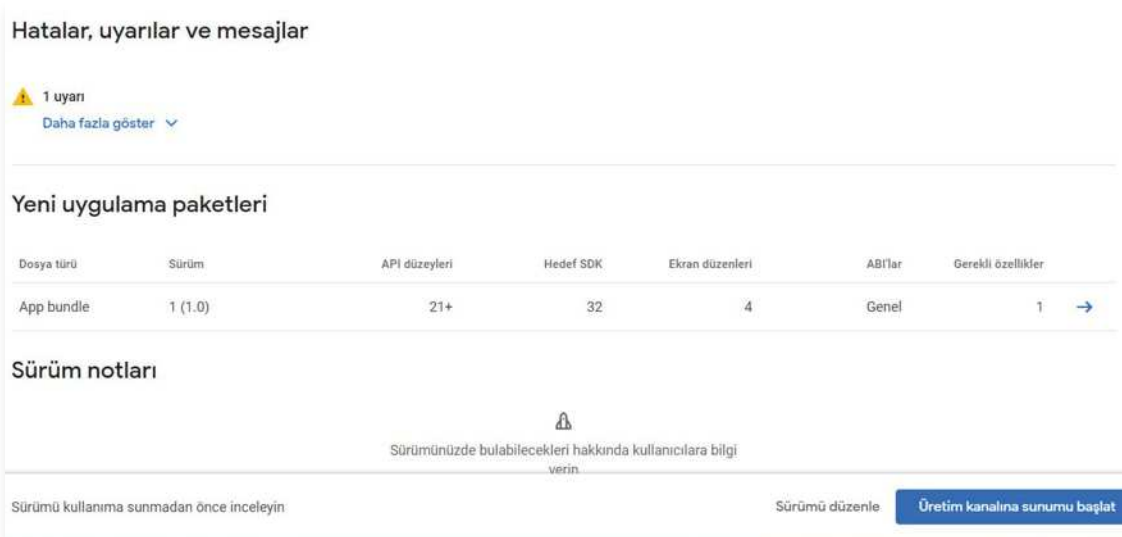 Hatalar, uyarılar ve mesajlar
1 uyarı
Daha fazla göster
Yeni uygulama paketleri
Dosya türü Sürüm API düzeyleri Hedef SDK Ekran düzenleri ABI'lar Gerekli özellikler
App bundle 1 (1.0) 21+ 32 4 Genel 1
Sürüm notları
Sürümünüzde bulabilecekleri hakkında kullanıcılara bilgi
verin
Sürümü kullanıma sunmadan önce inceleyin Sürümü düzenle Üretim kanalına sunumu başlat